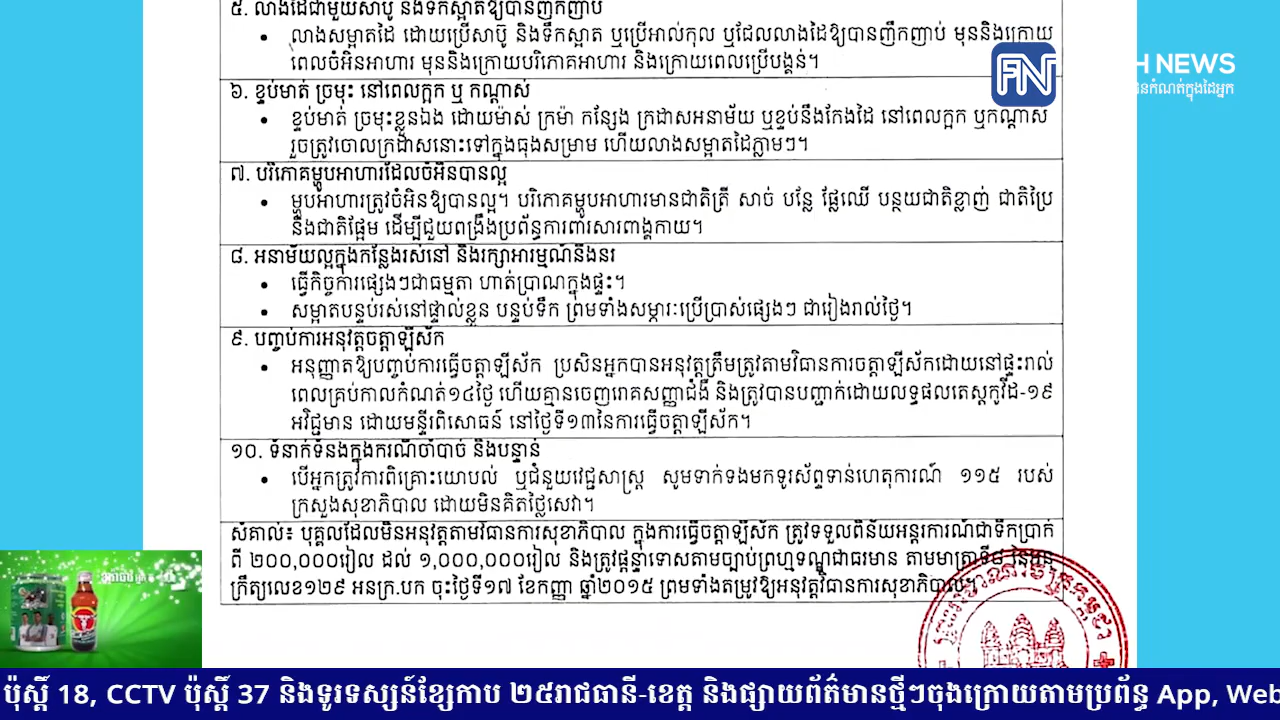 ៥. លាងដៃជាមួយសាប៊ូ និងទឹកស្អាតឱ្យបានញឹកញាប់
• លាងសម្អាតដៃ ដោយប្រើសាប៊ូ និងទឹកស្អាត ឬប្រើអាល់កុល ឬជែលលាងដៃឱ្យបានញឹកញាប់ មុននិងក្រោយ
ពេលចំអិនអាហារ មុននិងក្រោយបរិភោគអាហារ និងក្រោយពេលប្រើបង្គន់។
FN
H NEWS
៦. ខ្ទប់មាត់ ច្រមុះ នៅពេលក្អក ឬ កណ្តាស់
• ខ្ទប់មាត់ ច្រមុះខ្លួនឯង ដោយម៉ាស់ ក្រម៉ា កន្សែង ក្រដាសអនាម័យ ឬខ្ទប់នឹងកែងដៃ នៅពេលក្អក ឬកណ្តាស់
រួចត្រូវចោលក្រដាសនោះទៅក្នុងធុងសម្រាម ហើយលាងសម្អាតដៃភ្លាមៗ។
៧. បរិភោគម្ហូបអាហារដែលចំអិនបានល្អ
• ម្ហូបអាហារត្រូវចំអិនឱ្យបានល្អ។ បរិភោគម្ហូបអាហារមានជាតិត្រី សាច់ បន្លែ ផ្លែឈើ បន្ថយជាតិខ្លាញ់ ជាតិប្រៃ
និងជាតិផ្អែម ដើម្បីជួយពង្រឹងប្រព័ន្ធការពារសារពាង្គកាយ។
៨. អនាម័យល្អក្នុងកន្លែងរស់នៅ និងរក្សាអារម្មណ៍នឹងនរ
• ធ្វើកិច្ចការផ្សេងៗជាធម្មតា ហាត់ប្រាណក្នុងផ្ទះ។
• សម្អាតបន្ទប់រស់នៅផ្ទាល់ខ្លួន បន្ទប់ទឹក ព្រមទាំងសម្ភារៈប្រើប្រាស់ផ្សេងៗ ជារៀងរាល់ថ្ងៃ។
៩. បញ្ចប់ការអនុវត្តចត្តាឡីស័ក
• អនុញ្ញាតឱ្យបញ្ចប់ការធ្វើចត្តាឡីស័ក ប្រសិនអ្នកបានអនុវត្តត្រឹមត្រូវតាមវិធានការចត្តាឡីស័កដោយនៅផ្ទះរាល់
ពេលគ្រប់កាលកំណត់១៤ថ្ងៃ ហើយគ្មានចេញរោគសញ្ញាជំងឺ និងត្រូវបានបញ្ជាក់ដោយលទ្ធផលតេស្តកូវីដ-១៩
អវិជ្ជមាន ដោយមន្ទីរពិសោធន៍ នៅថ្ងៃទី១៣នៃការធ្វើចត្តាឡីស័ក។
១០. ទំនាក់ទំនងក្នុងករណីចាំបាច់ និងបន្ទាន់
• បើអ្នកត្រូវការពិគ្រោះយោបល់ ឬជំនួយវេជ្ជសាស្ត្រ សូមទាក់ទងមកទូរស័ព្ទទាន់ហេតុការណ៍ ១១៥ របស់
ក្រសួងសុខាភិបាល ដោយមិនគិតថ្លៃសេវា។
សំគាល់៖ បុគ្គលដែលមិនអនុវត្តតាមវិធានការសុខាភិបាល ក្នុងការធ្វើចត្តាឡីស័ក ត្រូវទទួលពិន័យអន្តរការណ៍ជាទឹកប្រាក់
ពី ២០០,០០០រៀល ដល់ ១,០០០,០០០រៀល និងត្រូវផ្តន្ទាទោសតាមច្បាប់ព្រហ្មទណ្ឌជាធរមាន តាមមាត្រាទី៨ នៃអនុ
ក្រឹត្យលេខ១២៩ អនក្រ.បក ចុះថ្ងៃទី១៧ ខែកញ្ញា ឆ្នាំ២០១៥ ព្រមទាំងតម្រូវឱ្យអនុវត្តវិធានការសុខាភិបាល។
ប៉ុស្តិ៍ 18, CCTV ប៉ុស្តិ៍ 37 និងទូរទស្សន៍ខ្សែកាប ២៥រាជធានី-ខេត្ត និងផ្សាយព័ត៌មានថ្មីៗចុងក្រោយតាមប្រព័ន្ធ App, Web